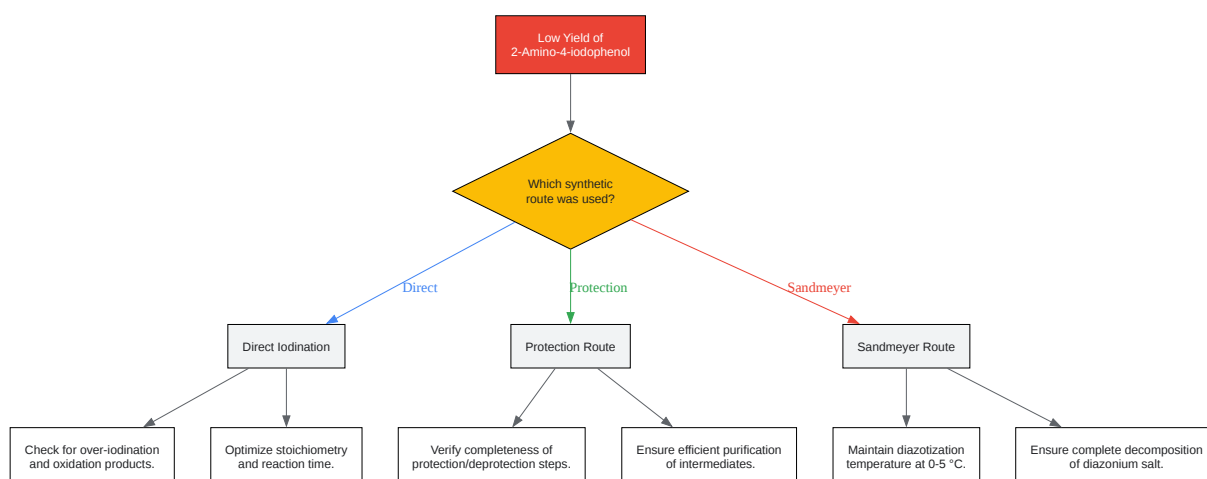 Low Yield of
2-Amino-4-iodophenol
Which synthetic
route was used?
Direct
Protection
Sandmeyer
Direct Iodination
Protection Route
Sandmeyer Route
Check for over-iodination
and oxidation products.
Optimize stoichiometry
and reaction time.
Verify completeness of
protection/deprotection steps.
Ensure efficient purification
of intermediates.
Maintain diazotization
temperature at 0-5 °C.
Ensure complete decomposition
of diazonium salt.